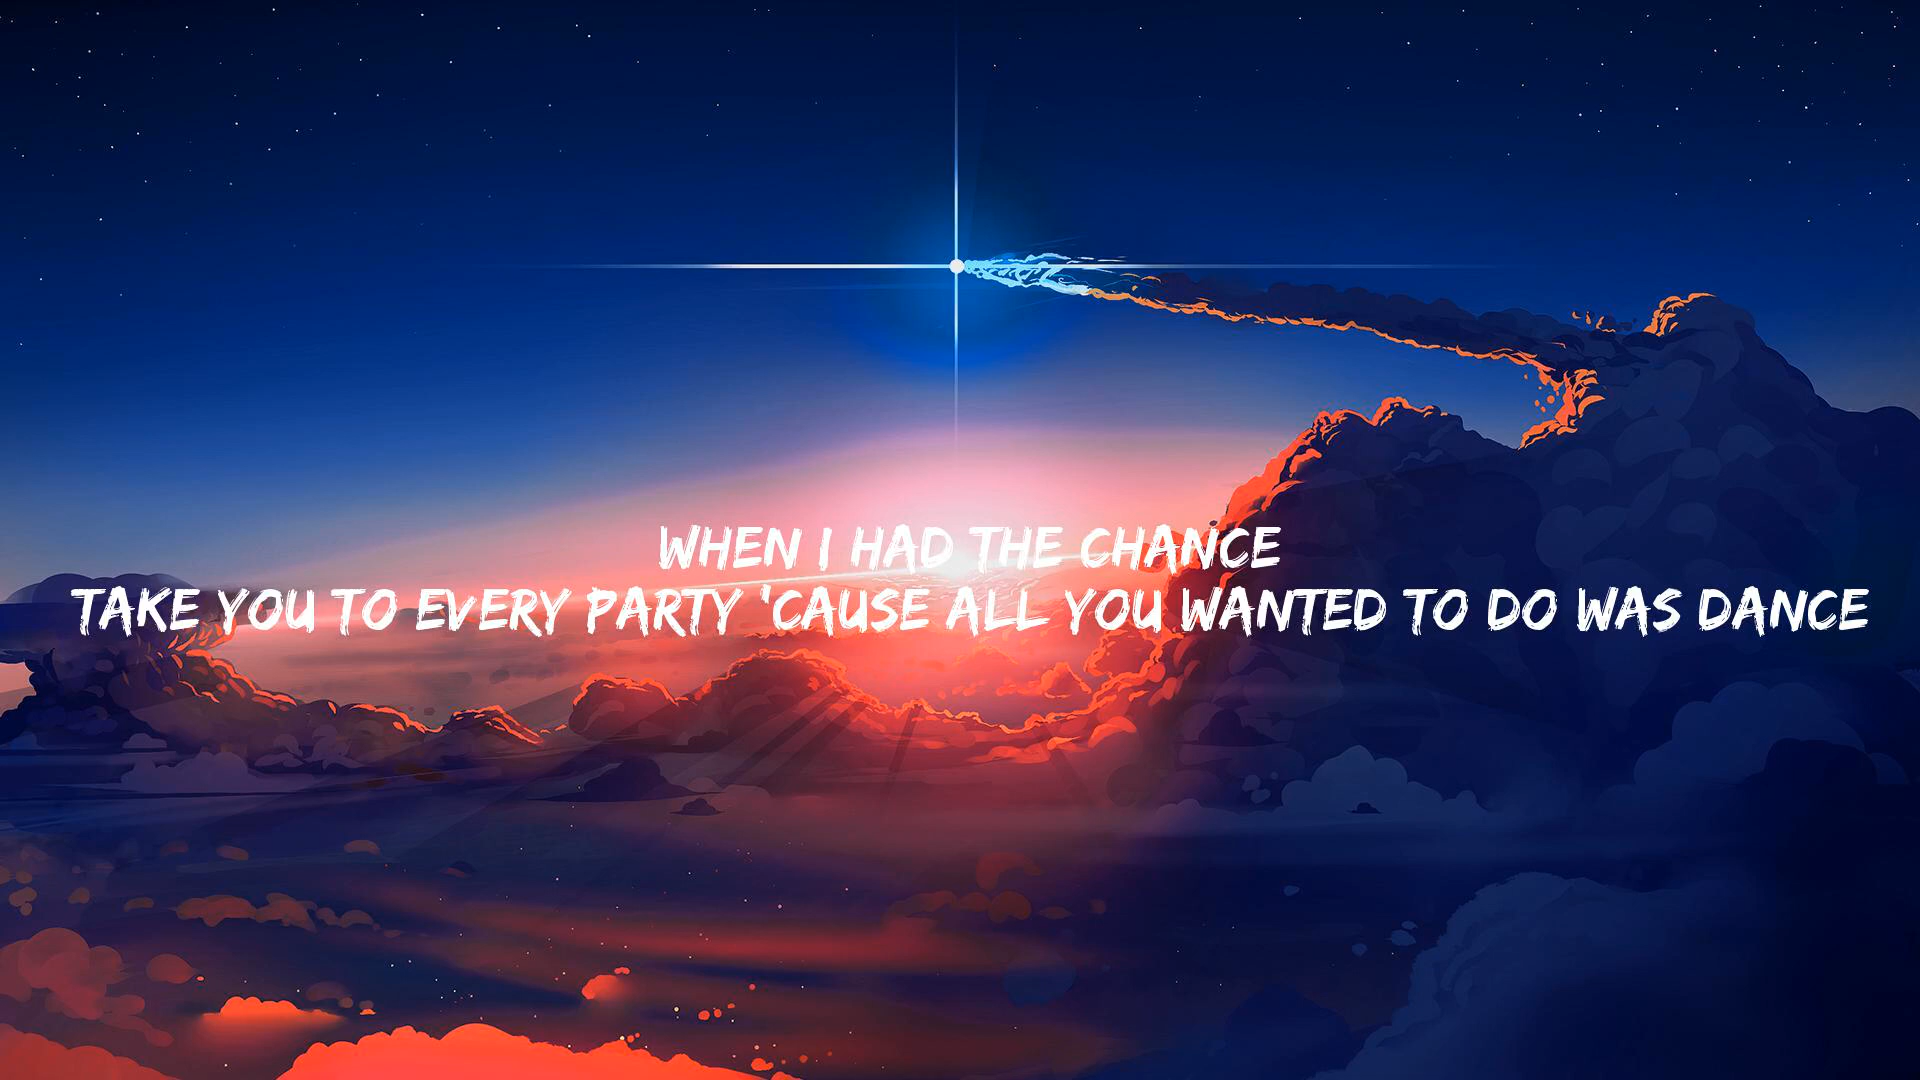 WHEN I HAD THE CHANCE
TAKE YOU TO EVERY PARTY 'CAUSE ALL YOU WANTED TO DO WAS DANCE